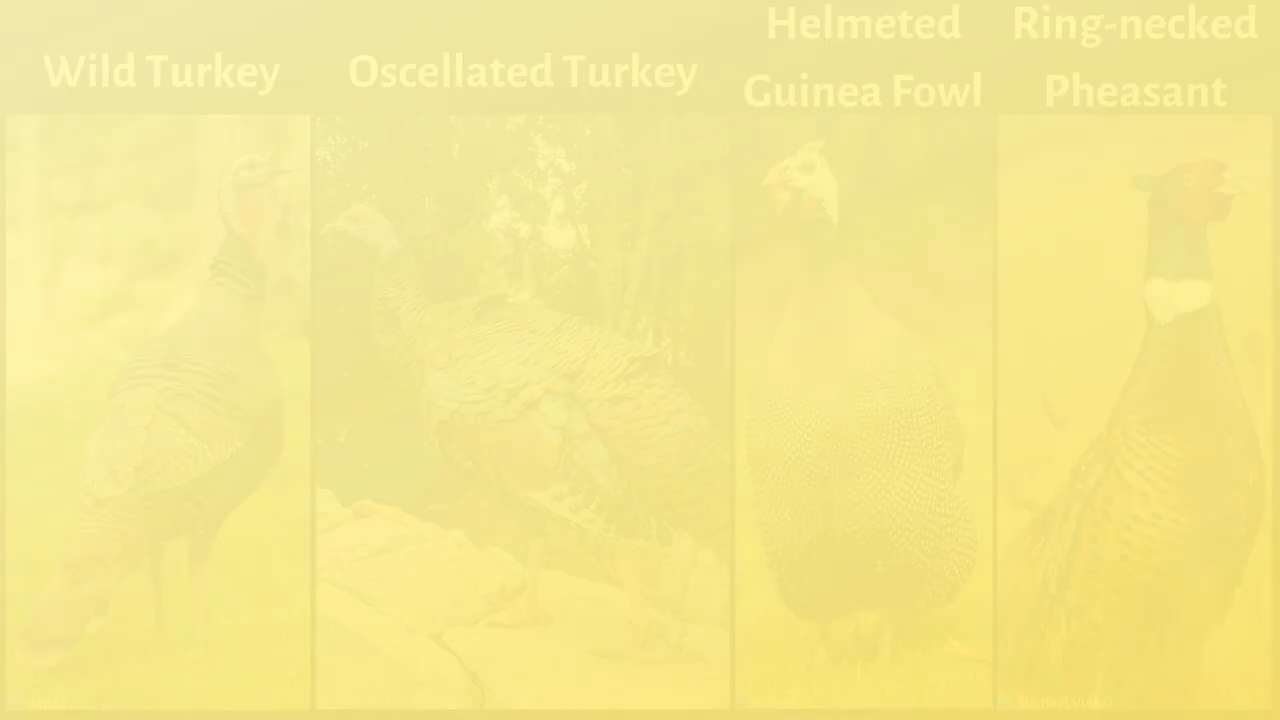 Wild Turkey
Oscellated Turkey
Helmeted
Guinea Fowl
Ring-necked
Pheasant